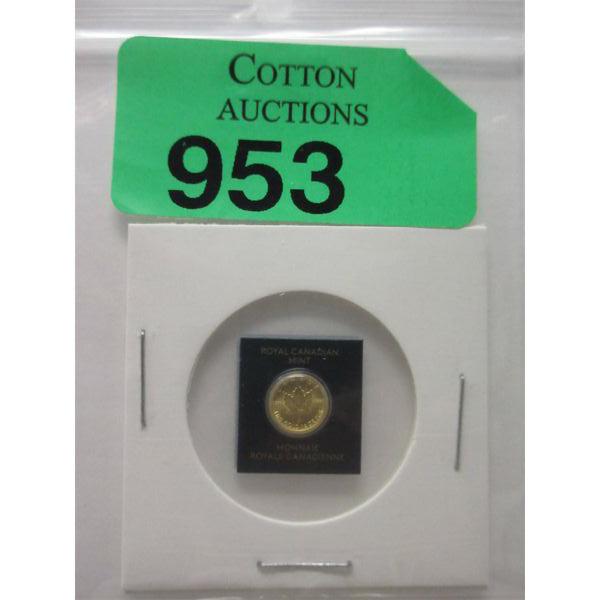 COTTON
AUCTIONS
953
ROYAL CANADIAN
MINT
MONNAIE
ROYALE CANADIENNE